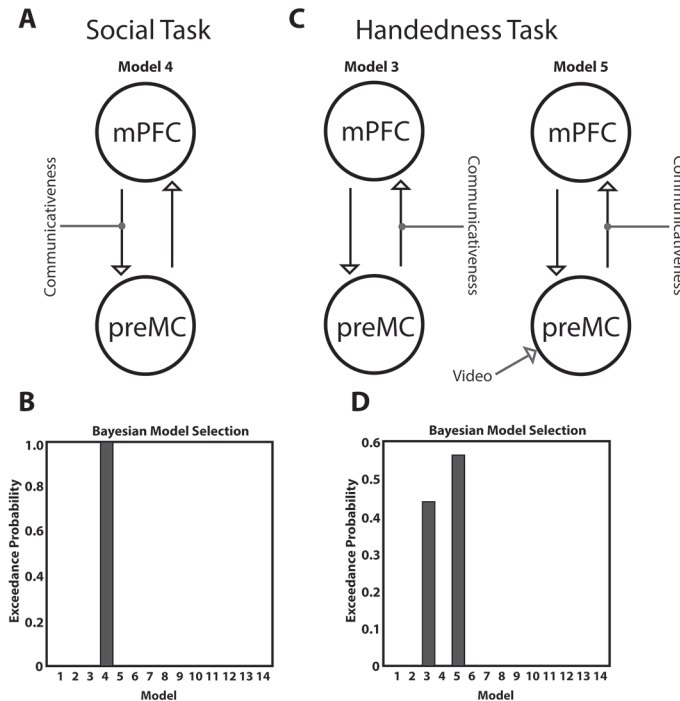 A
Social Task
Model 4
mPFC
Communicativeness
preMC
C
Handedness Task
Model 3
Model 5
mPFC
mPFC
Communicativeness
Communicativeness
preMC
preMC
Video
B
Bayesian Model Selection
Exceedance Probability
1.0
0.8
0.6
0.4
0.2
0
1 2 3 4 5 6 7 8 9 10 11 12 13 14
Model
D
Bayesian Model Selection
Exceedance Probability
0.6
0.5
0.4
0.3
0.2
0.1
0
1 2 3 4 5 6 7 8 9 10 11 12 13 14
Model